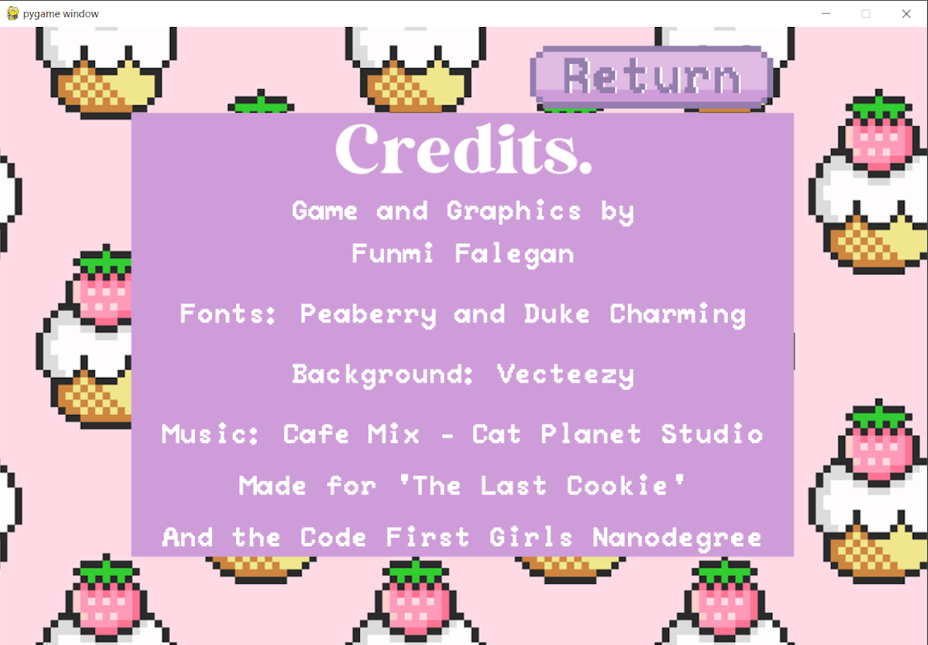 pygame window
Return
Credits.
Game and Graphics by
Funmi Falegan
Fonts: Peaberry and Duke Charming
Background: Vecteezy
Music: Cafe Mix - Cat Planet Studio
Made for 'The Last Cookie'
And the Code First Girls Nanodegree